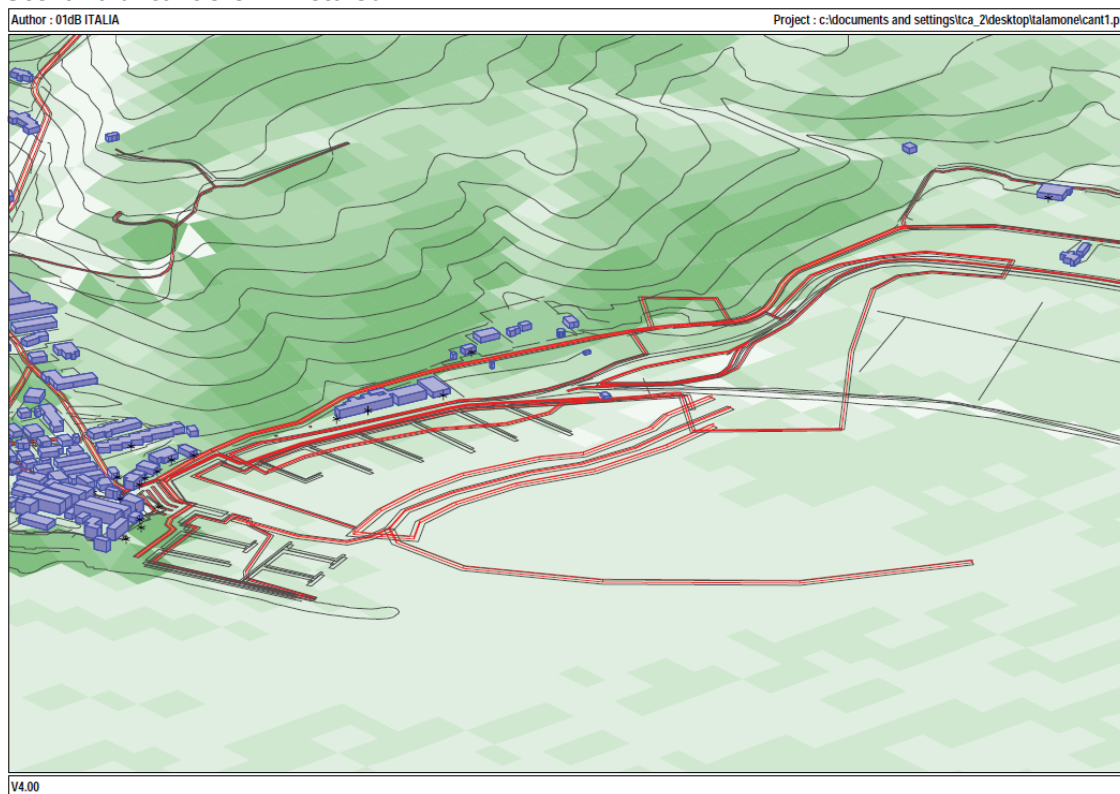 Author : 01dB ITALIA
Project : c:\documents and settings\tca_2\desktop\talamone\cant1.p
V4.00